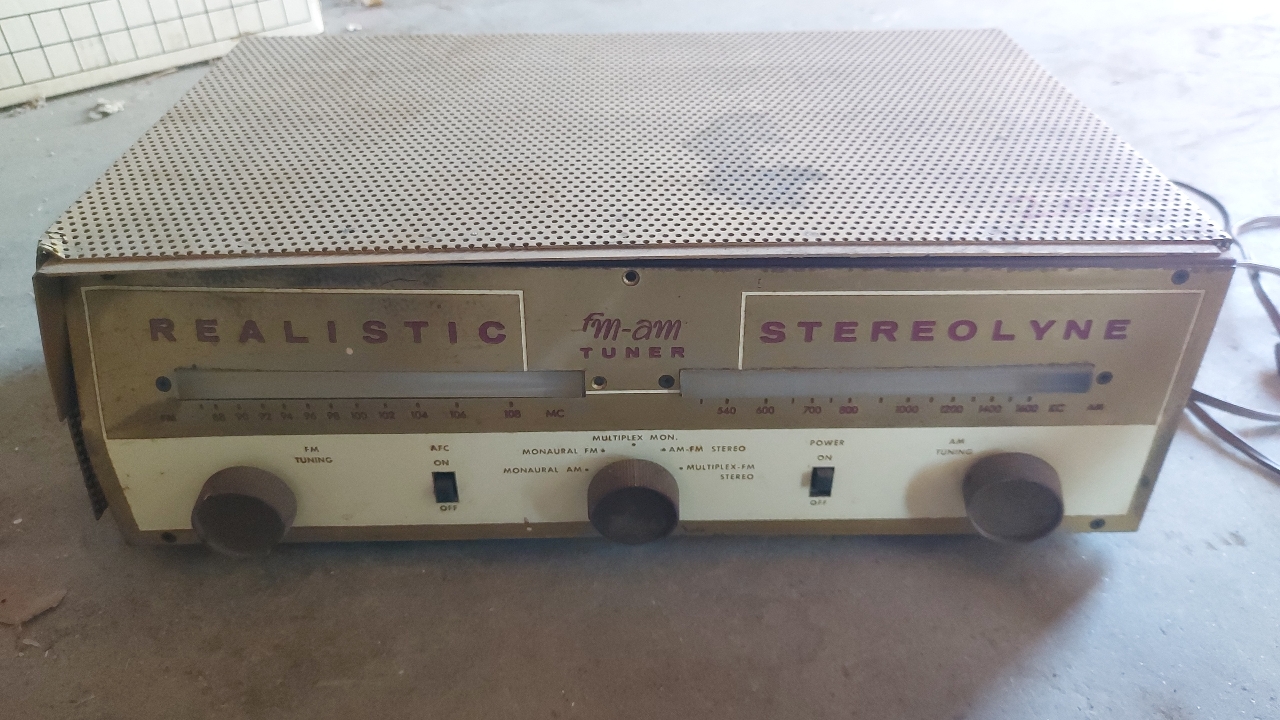 REALISTIC
fm-am
TUNER
STEREOLYNE
FM 88 90 92 94 96 98 100 102 104 106 108 MC
540 600 700 800 1000 1200 1400 1600 KC AM
FM
TUNING
AFC
ON
OFF
MULTIPLEX MON.
MONAURAL FM
AM-FM STEREO
MONAURAL AM
MULTIPLEX-FM
STEREO
POWER
ON
OFF
AM
TUNING